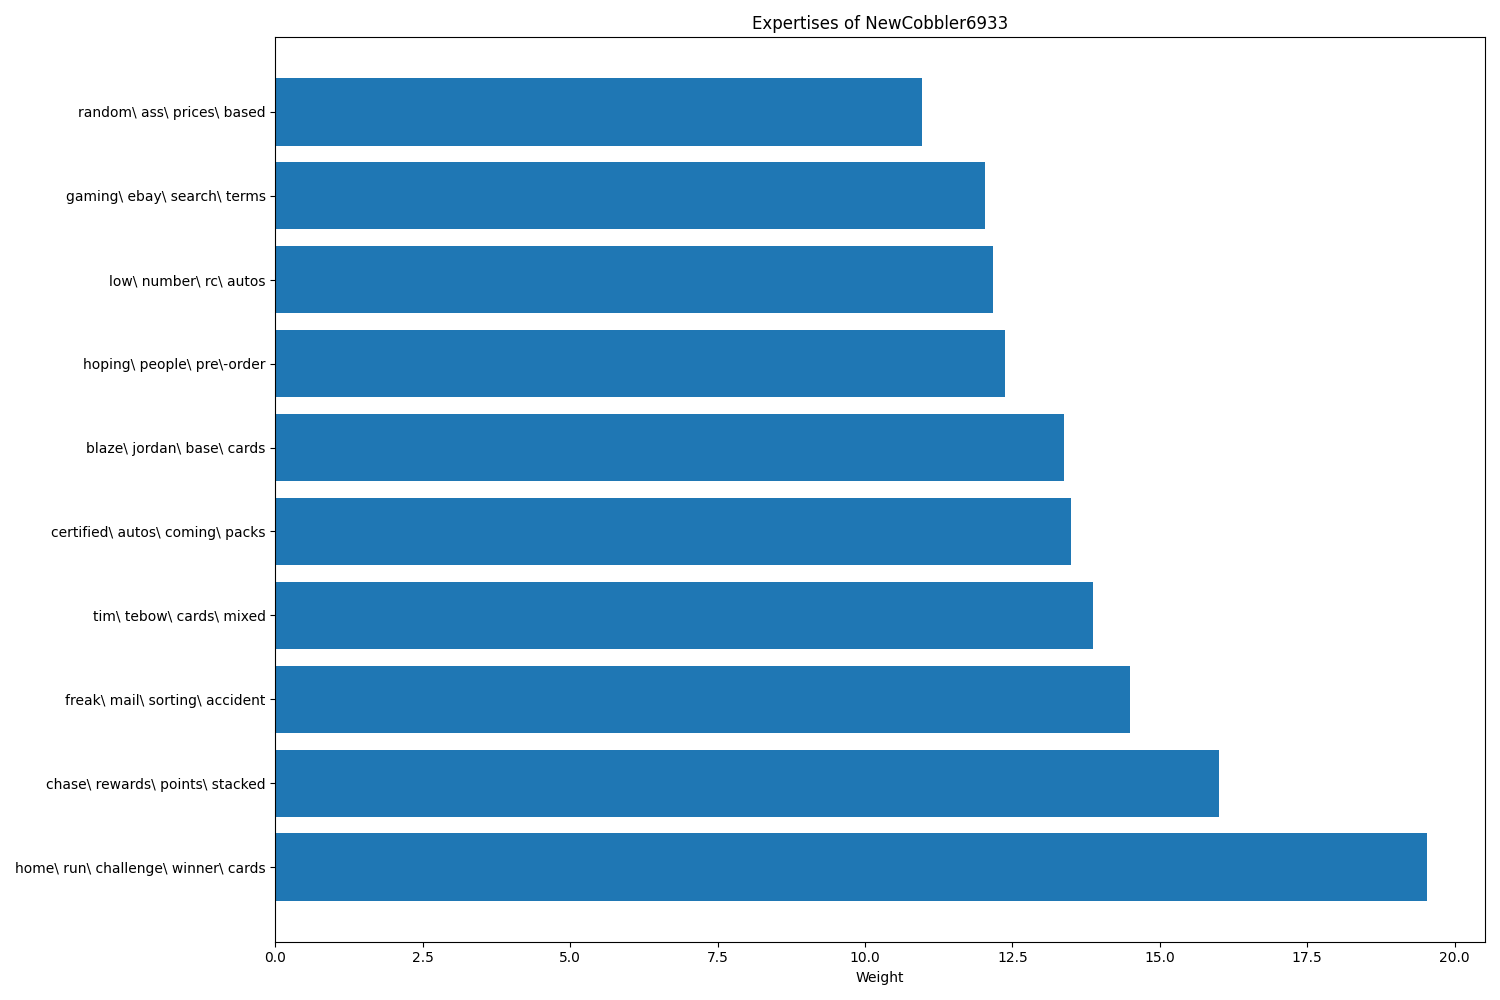 Expertises of NewCobbler6933
random\ ass\ prices\ based
gaming\ ebay\ search\ terms
low\ number\ rc\ autos
hoping\ people\ pre\-order
blaze\ jordan\ base\ cards
certified\ autos\ coming\ packs
tim\ tebow\ cards\ mixed
freak\ mail\ sorting\ accident
chase\ rewards\ points\ stacked
home\ run\ challenge\ winner\ cards
0.0 2.5 5.0 7.5 10.0 12.5 15.0 17.5 20.0
Weight